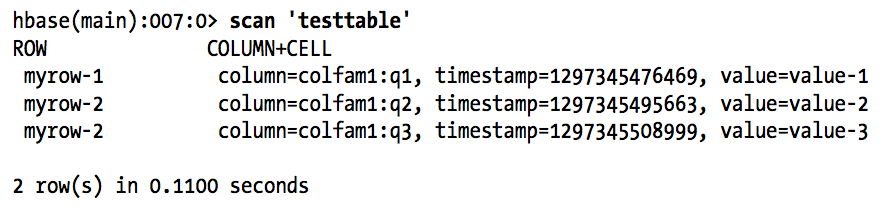 hbase(main):007:0> scan 'testtable'
ROW COLUMN+CELL
myrow-1 column=colfam1:q1, timestamp=1297345476469, value=value-1
myrow-2 column=colfam1:q2, timestamp=1297345495663, value=value-2
myrow-2 column=colfam1:q3, timestamp=1297345508999, value=value-3
2 row(s) in 0.1100 seconds